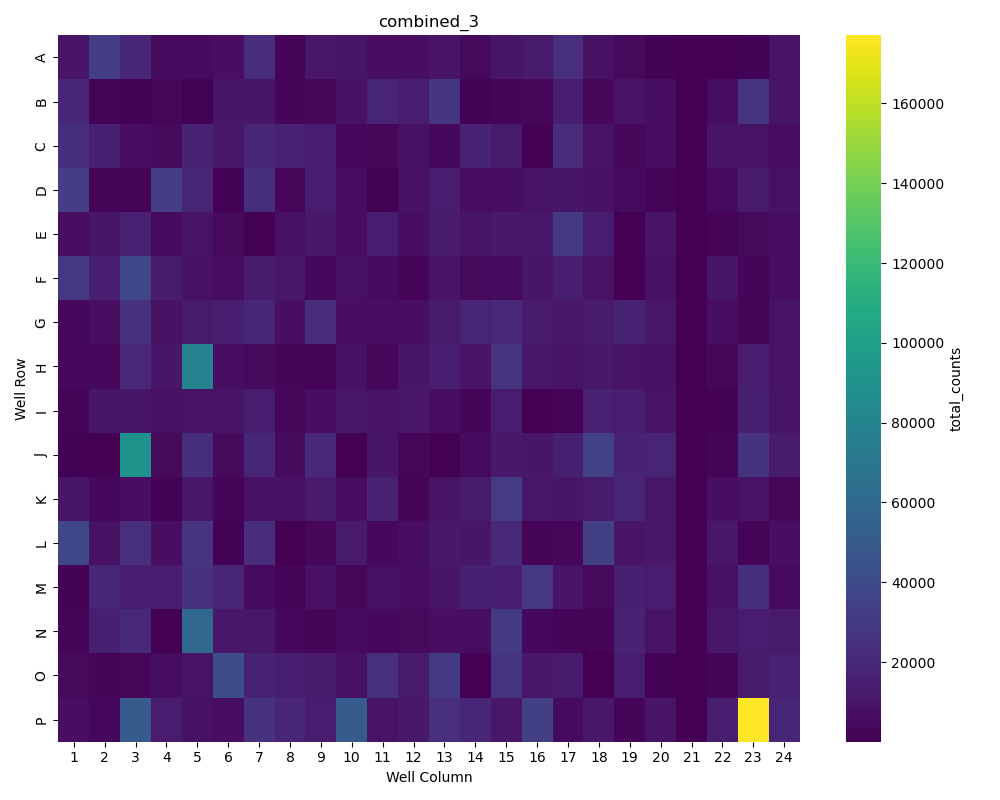 combined_3
Well Row
A
B
C
D
E
F
G
H
I
J
K
L
M
N
O
P
1 2 3 4 5 6 7 8 9 10 11 12 13 14 15 16 17 18 19 20 21 22 23 24
Well Column
160000
140000
120000
100000
80000
60000
40000
20000
total_counts